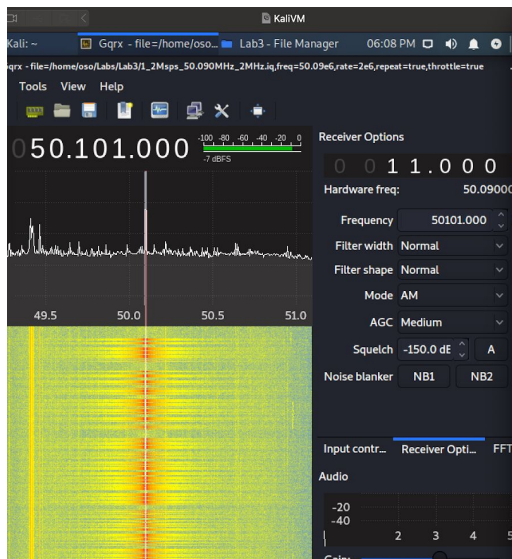 KaliVM
Kali: ~
Gqrx - file=/home/oso...
Lab3 - File Manager
06:08 PM
gqrx - file=/home/oso/Labs/Lab3/1_2Msps_50.090MHz_2MHz.iq,freq=50.09e6,rate=2e6,repeat=true,throttle=true
Tools View Help
050.101.000
-100 -80 -60 -40 -20 0
-7 dBFS
Receiver Options
0 0 1 1 . 0 0 0
Hardware freq: 50.09000
Frequency 50101.000
Filter width Normal
Filter shape Normal
Mode AM
AGC Medium
Squelch -150.0 dB A
Noise blanker NB1 NB2
49.5 50.0 50.5 51.0
Input contr... Receiver Opti... FFT
Audio
-20
-40
2 3 4 5
Gain: